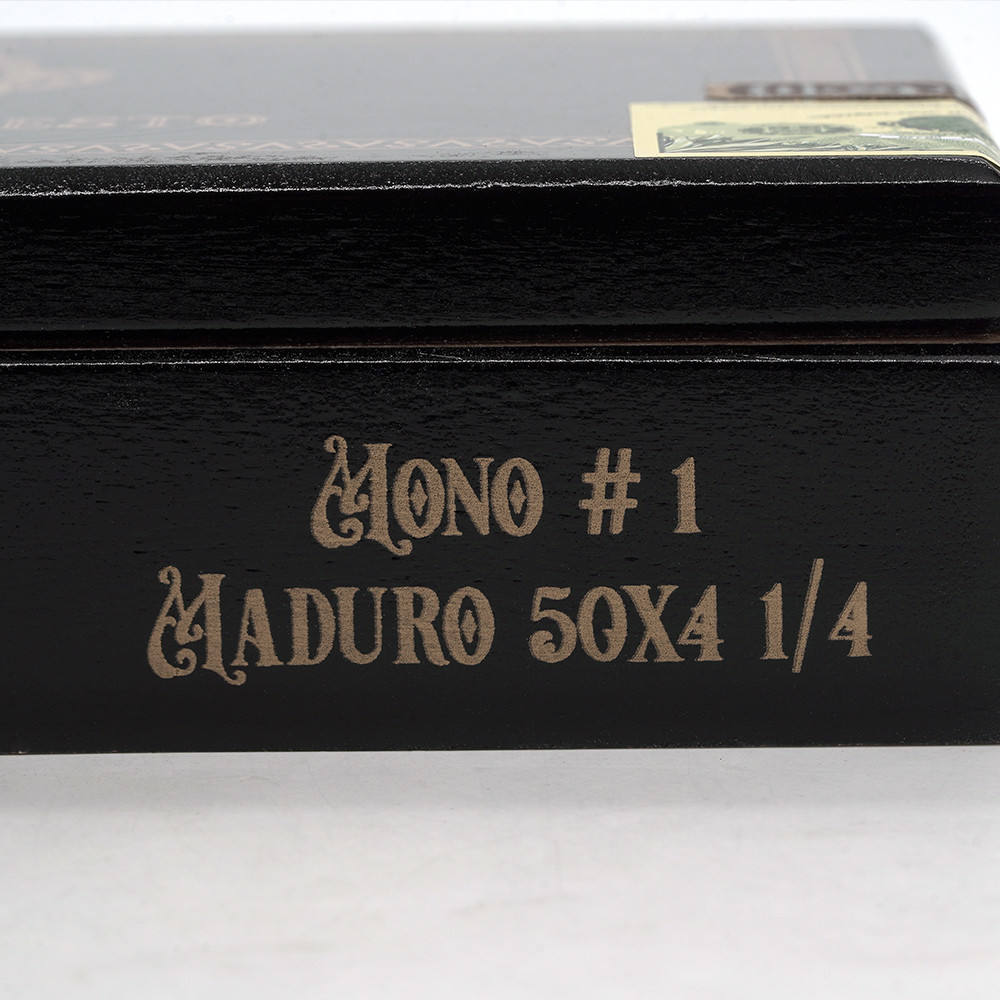 MONO # 1
MADURO 50X4 1/4